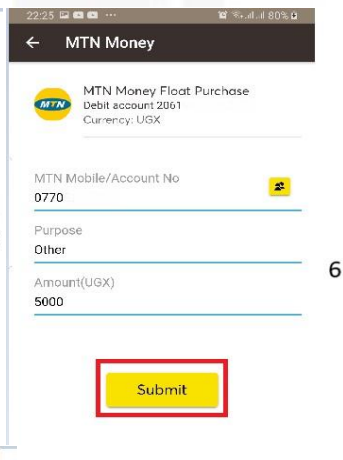 22:25 ... 80%
← MTN Money
MTN
MTN Money Float Purchase
Debit account 2061
Currency: UGX
MTN Mobile/Account No
0770
Purpose
Other
Amount(UGX)
5000
6
Submit